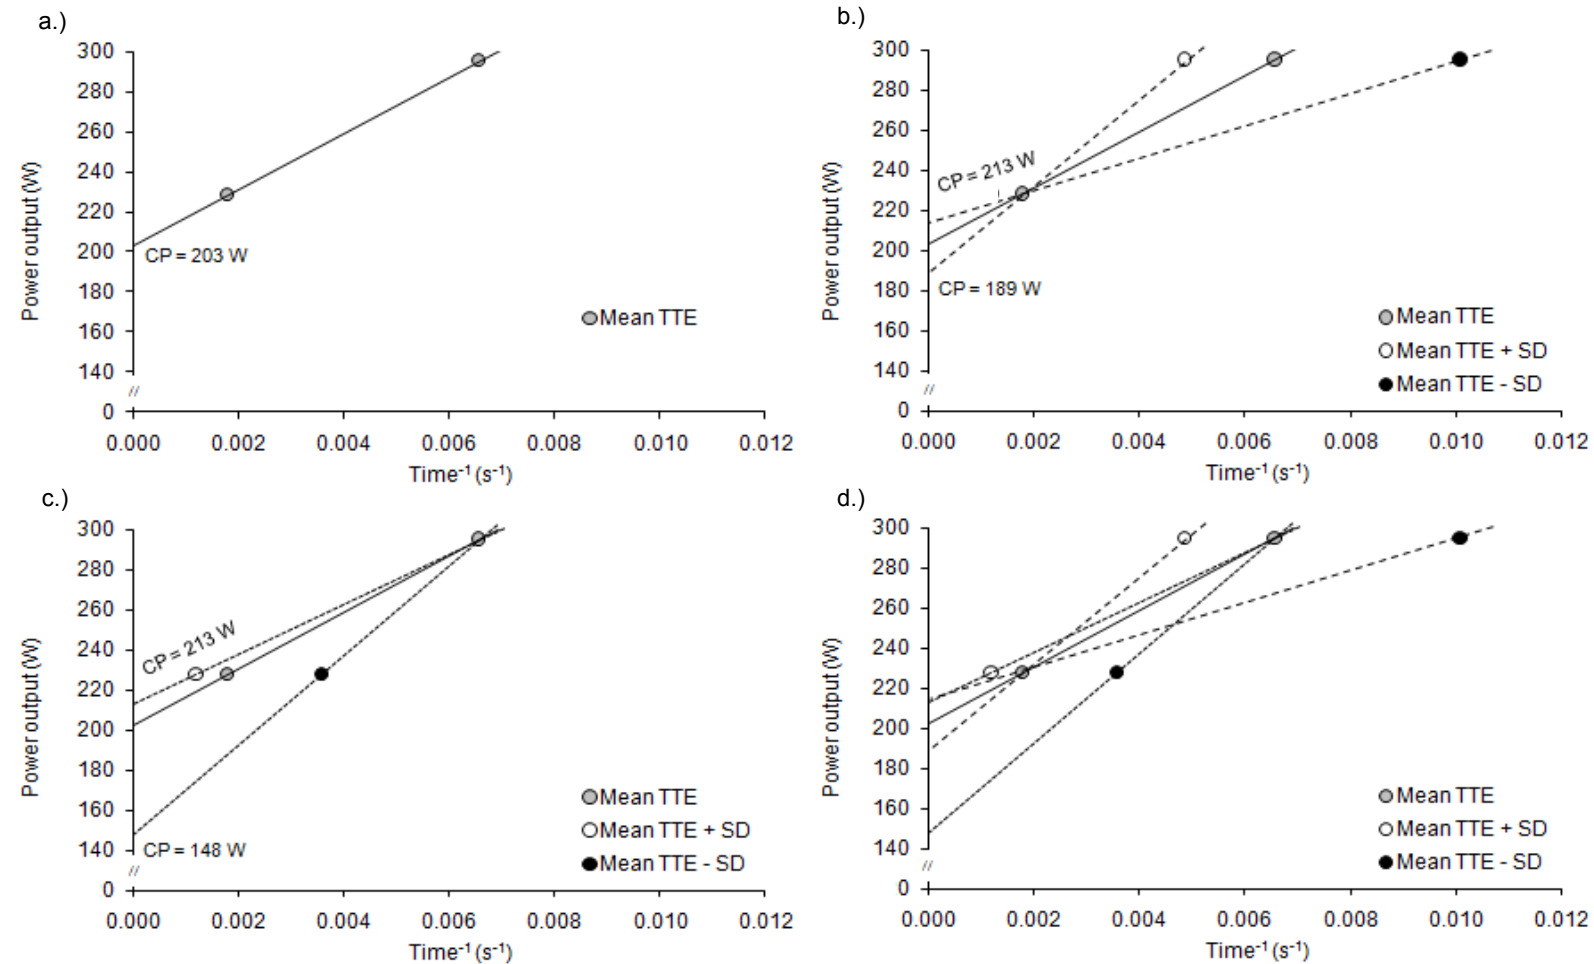 a.)
300
280
260
240
220
200
180
160
140
//
0
0.000 0.002 0.004 0.006 0.008 0.010 0.012
Power output (W)
Time⁻¹ (s⁻¹)
CP = 203 W
Mean TTE
b.)
300
280
260
240
220
200
180
160
140
//
0
0.000 0.002 0.004 0.006 0.008 0.010 0.012
Power output (W)
Time⁻¹ (s⁻¹)
CP = 213 W
CP = 189 W
Mean TTE
Mean TTE + SD
Mean TTE - SD
c.)
300
280
260
240
220
200
180
160
140
//
0
0.000 0.002 0.004 0.006 0.008 0.010 0.012
Power output (W)
Time⁻¹ (s⁻¹)
CP = 213 W
CP = 148 W
Mean TTE
Mean TTE + SD
Mean TTE - SD
d.)
300
280
260
240
220
200
180
160
140
//
0
0.000 0.002 0.004 0.006 0.008 0.010 0.012
Power output (W)
Time⁻¹ (s⁻¹)
Mean TTE
Mean TTE + SD
Mean TTE - SD